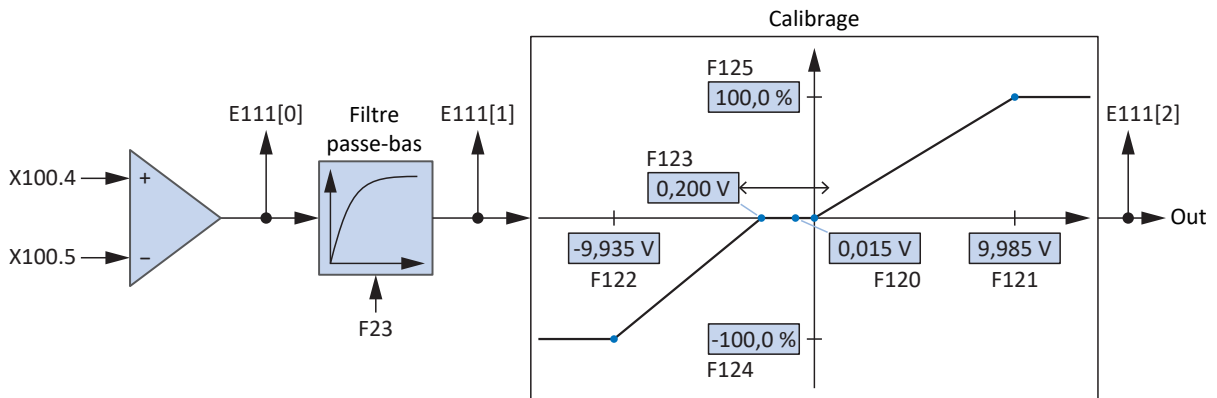 Calibrage
F125
100,0 %
E111[0]
Filtre
passe-bas
E111[1]
E111[2]
F123
0,200 V
X100.4
+
Out
-9,935 V
0,015 V
9,985 V
X100.5
−
F122
F120
F121
F23
-100,0 %
F124